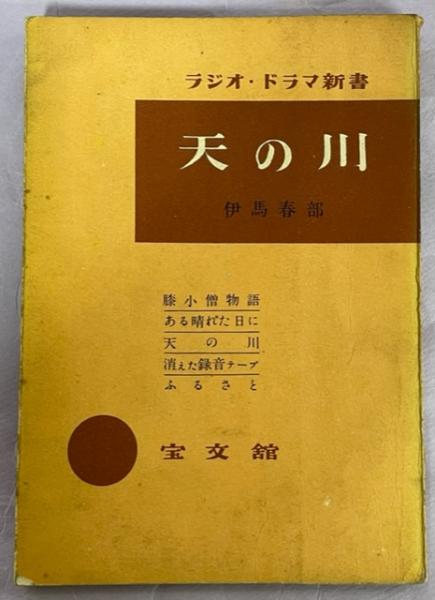 ラジオ・ドラマ新書
天の川
伊馬春部
膝小僧物語
ある晴れた日に
天の川
消えた録音テープ
ふるさと
宝文館